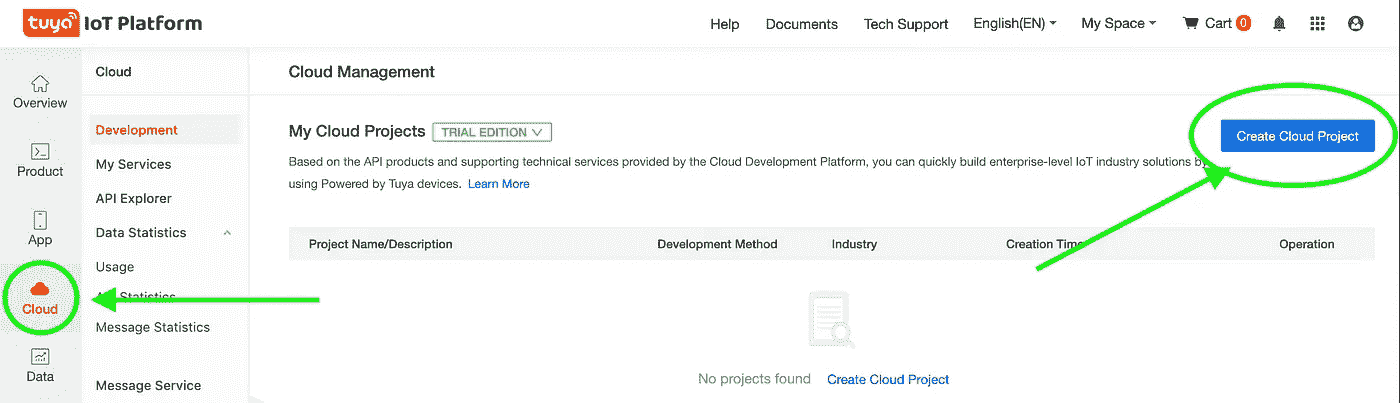 tuya IoT Platform
Help Documents Tech Support English(EN) My Space Cart 0
Overview
Product
App
Cloud
Data
Cloud
Development
My Services
API Explorer
Data Statistics
Usage
Statistics
Message Statistics
Message Service
Cloud Management
My Cloud Projects TRIAL EDITION
Create Cloud Project
Based on the API products and supporting technical services provided by the Cloud Development Platform, you can quickly build enterprise-level IoT industry solutions by
using Powered by Tuya devices. Learn More
Project Name/Description Development Method Industry Creation Time Operation
No projects found Create Cloud Project